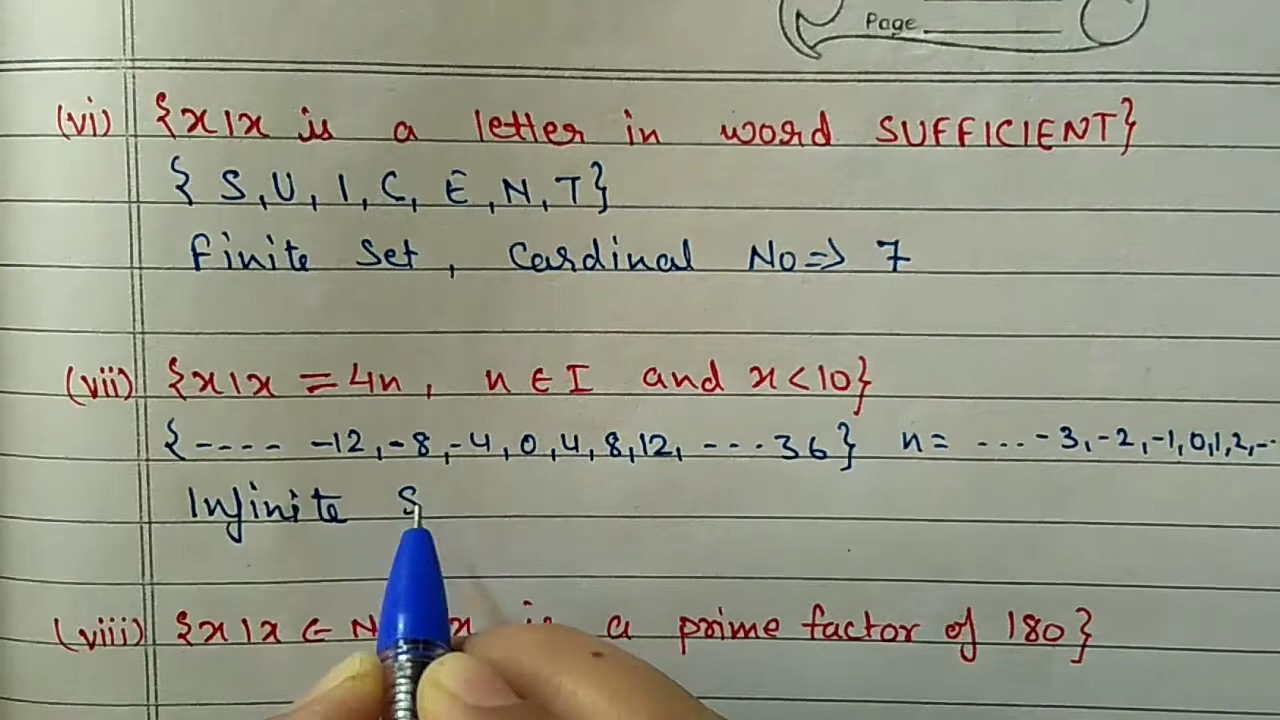 Page
(vi) {x|x is a letter in word SUFFICIENT}
{ S, U, I, C, E, N, T}
Finite Set, Cardinal No => 7
(vii) {x|x = 4n, n ∈ I and x < 10}
{---- -12, -8, -4, 0, 4, 8, 12, --- 36} n = ... -3, -2, -1, 0, 1, 2, --
Infinite S
(viii) {x|x ∈ N x is a prime factor of 180}